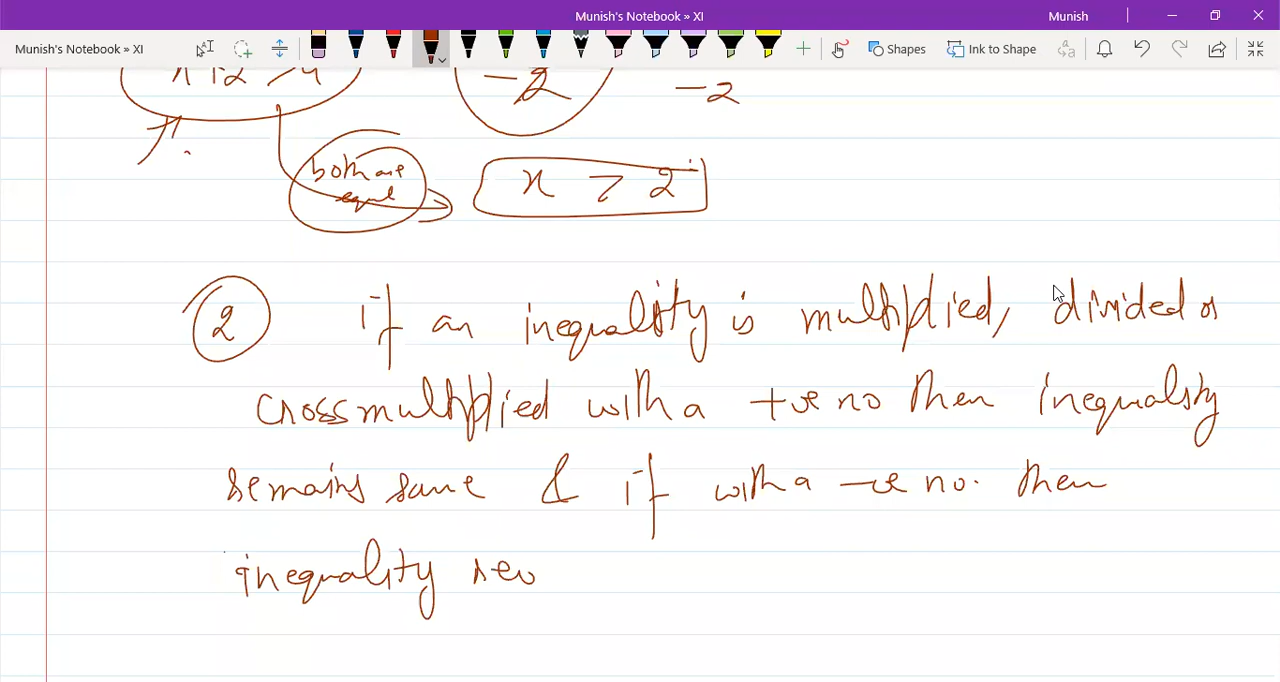 Munish's Notebook » XI
Munish
Munish's Notebook » XI
Shapes
Ink to Shape
x + 2 > 4
-2
-2
both are
equal
x > 2
2 if an inequality is multiplied, divided or
crossmultiplied with a +ve no then inequality
remains same & if with a -ve no. then
inequality rev